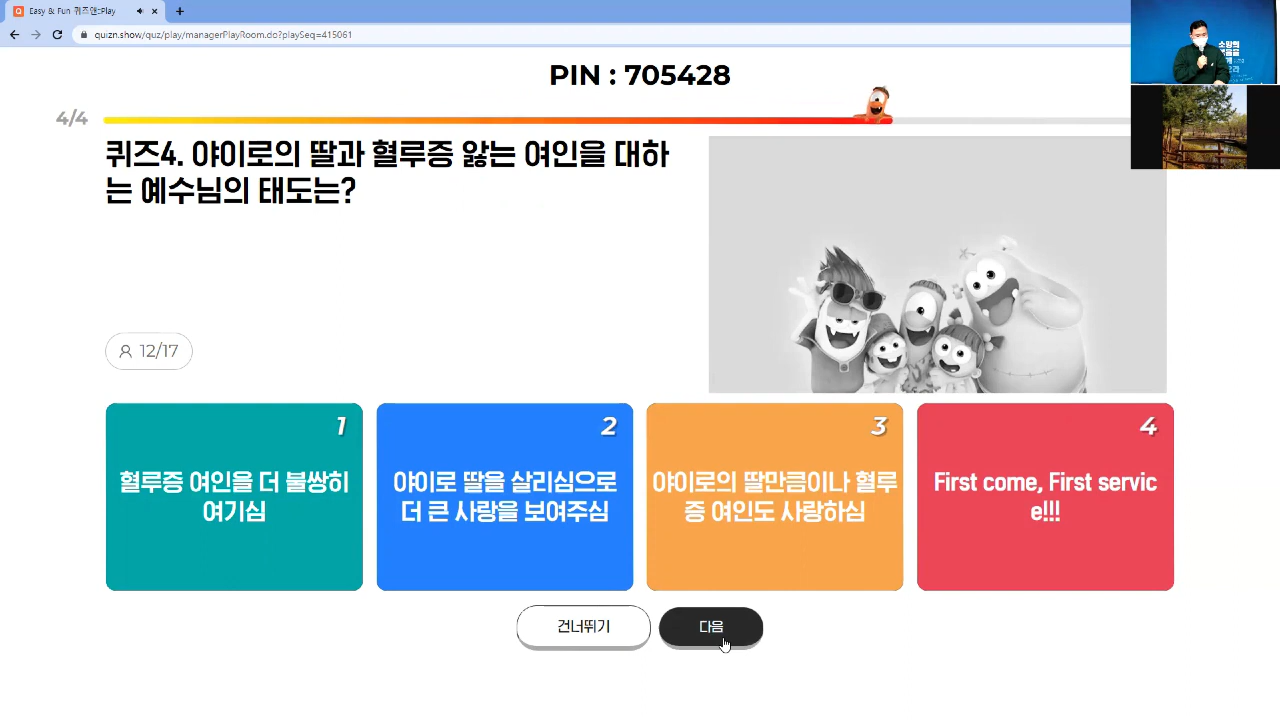 Easy & Fun 퀴즈앤::Play
quizn.show/quz/play/managerPlayRoom.do?playSeq=415061
PIN : 705428
4/4
퀴즈4. 야이로의 딸과 혈루증 앓는 여인을 대하
는 예수님의 태도는?
12/17
1
혈루증 여인을 더 불쌍히
여기심
2
야이로 딸을 살리심으로
더 큰 사랑을 보여주심
3
야이로의 딸만큼이나 혈루
증 여인도 사랑하심
4
First come, First servic
e!!!
건너뛰기
다음